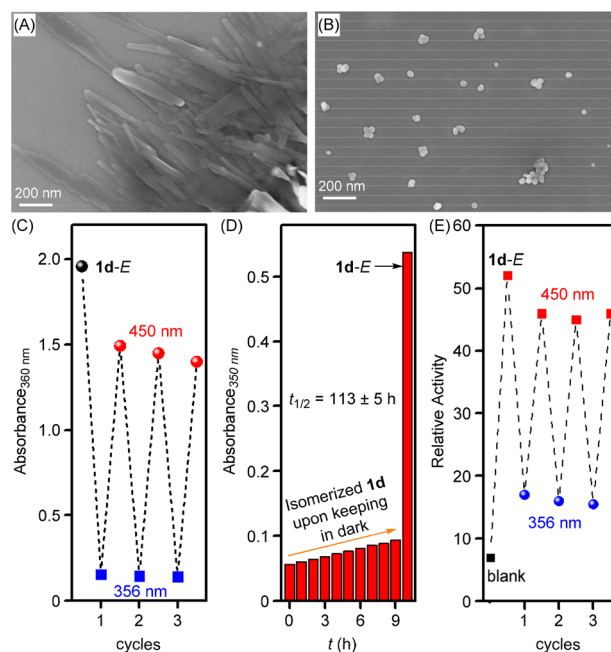 (A)
200 nm
(B)
200 nm
(C)
1d-E
450 nm
356 nm
Absorbance360 nm
2.0
1.5
1.0
0.5
0
1 2 3
cycles
(D)
1d-E
t1/2 = 113 ± 5 h
Isomerized 1d
upon keeping
in dark
Absorbance350 nm
0.5
0.4
0.3
0.2
0.1
0
0 3 6 9
t (h)
(E)
1d-E
450 nm
356 nm
blank
Relative Activity
60
50
40
30
20
10
0
1 2 3
cycles